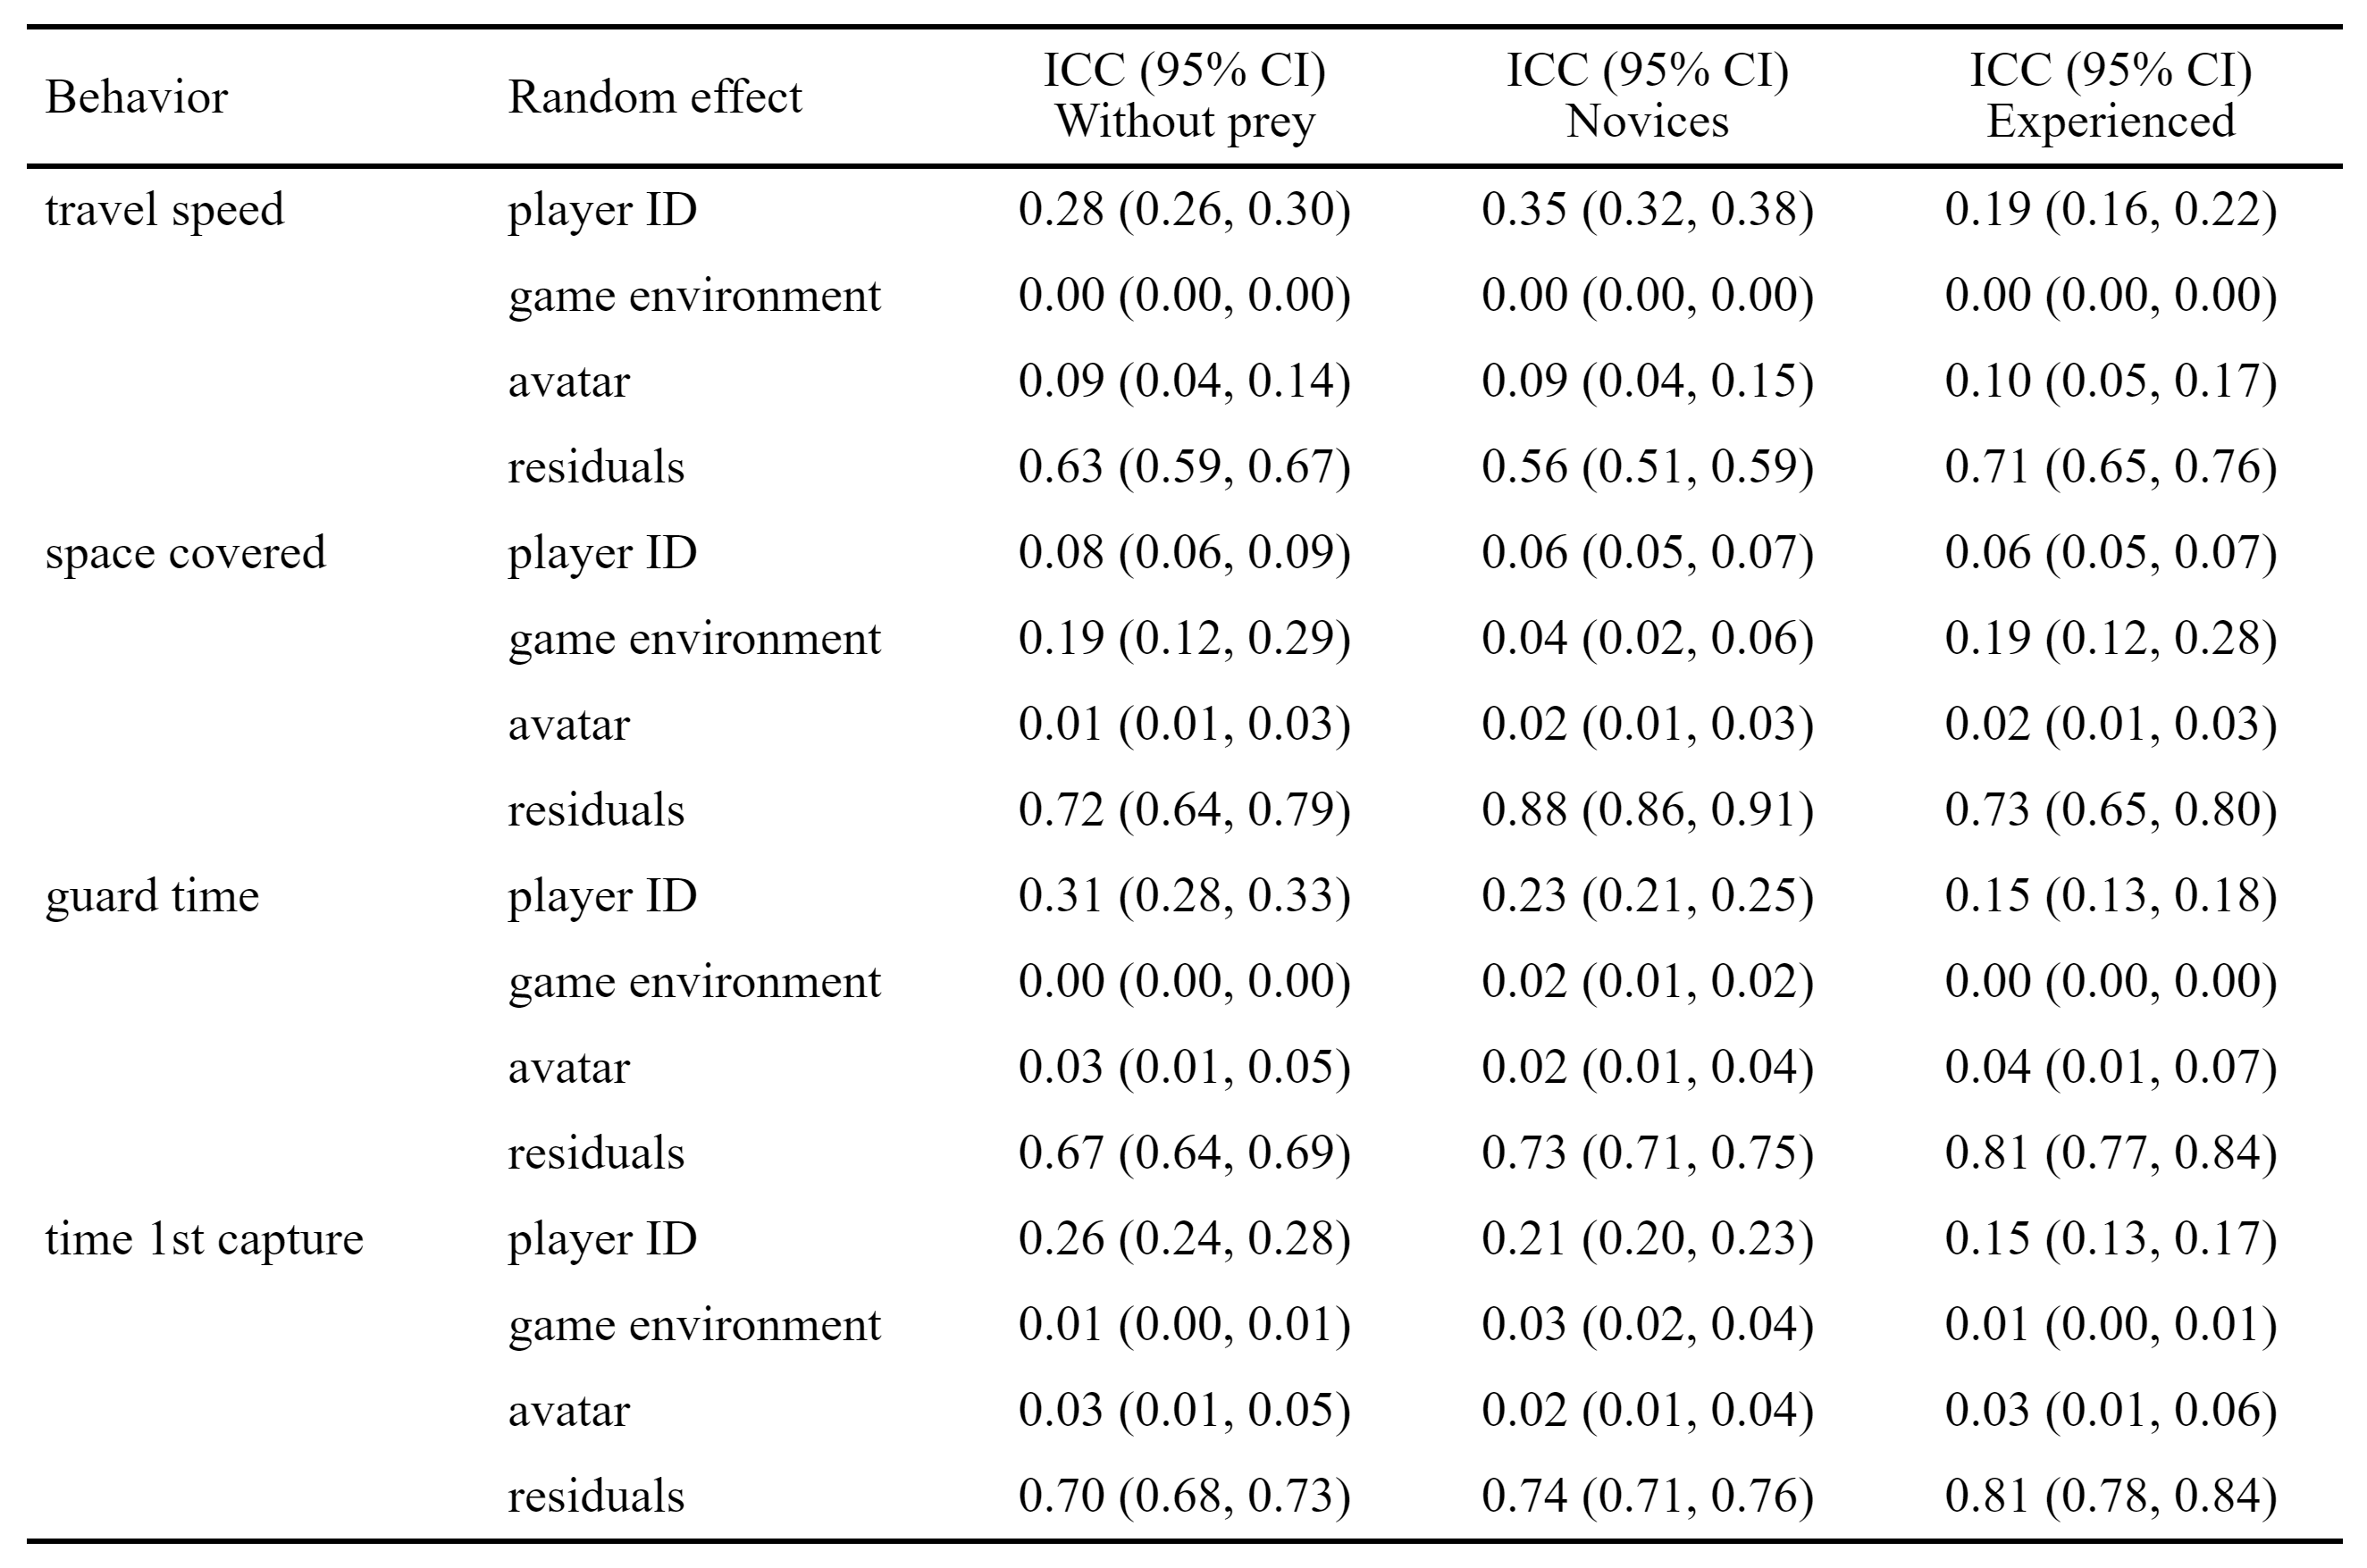 Behavior Random effect ICC (95% CI) Without prey ICC (95% CI) Novices ICC (95% CI) Experienced
travel speed player ID 0.28 (0.26, 0.30) 0.35 (0.32, 0.38) 0.19 (0.16, 0.22)
game environment 0.00 (0.00, 0.00) 0.00 (0.00, 0.00) 0.00 (0.00, 0.00)
avatar 0.09 (0.04, 0.14) 0.09 (0.04, 0.15) 0.10 (0.05, 0.17)
residuals 0.63 (0.59, 0.67) 0.56 (0.51, 0.59) 0.71 (0.65, 0.76)
space covered player ID 0.08 (0.06, 0.09) 0.06 (0.05, 0.07) 0.06 (0.05, 0.07)
game environment 0.19 (0.12, 0.29) 0.04 (0.02, 0.06) 0.19 (0.12, 0.28)
avatar 0.01 (0.01, 0.03) 0.02 (0.01, 0.03) 0.02 (0.01, 0.03)
residuals 0.72 (0.64, 0.79) 0.88 (0.86, 0.91) 0.73 (0.65, 0.80)
guard time player ID 0.31 (0.28, 0.33) 0.23 (0.21, 0.25) 0.15 (0.13, 0.18)
game environment 0.00 (0.00, 0.00) 0.02 (0.01, 0.02) 0.00 (0.00, 0.00)
avatar 0.03 (0.01, 0.05) 0.02 (0.01, 0.04) 0.04 (0.01, 0.07)
residuals 0.67 (0.64, 0.69) 0.73 (0.71, 0.75) 0.81 (0.77, 0.84)
time 1st capture player ID 0.26 (0.24, 0.28) 0.21 (0.20, 0.23) 0.15 (0.13, 0.17)
game environment 0.01 (0.00, 0.01) 0.03 (0.02, 0.04) 0.01 (0.00, 0.01)
avatar 0.03 (0.01, 0.05) 0.02 (0.01, 0.04) 0.03 (0.01, 0.06)
residuals 0.70 (0.68, 0.73) 0.74 (0.71, 0.76) 0.81 (0.78, 0.84)